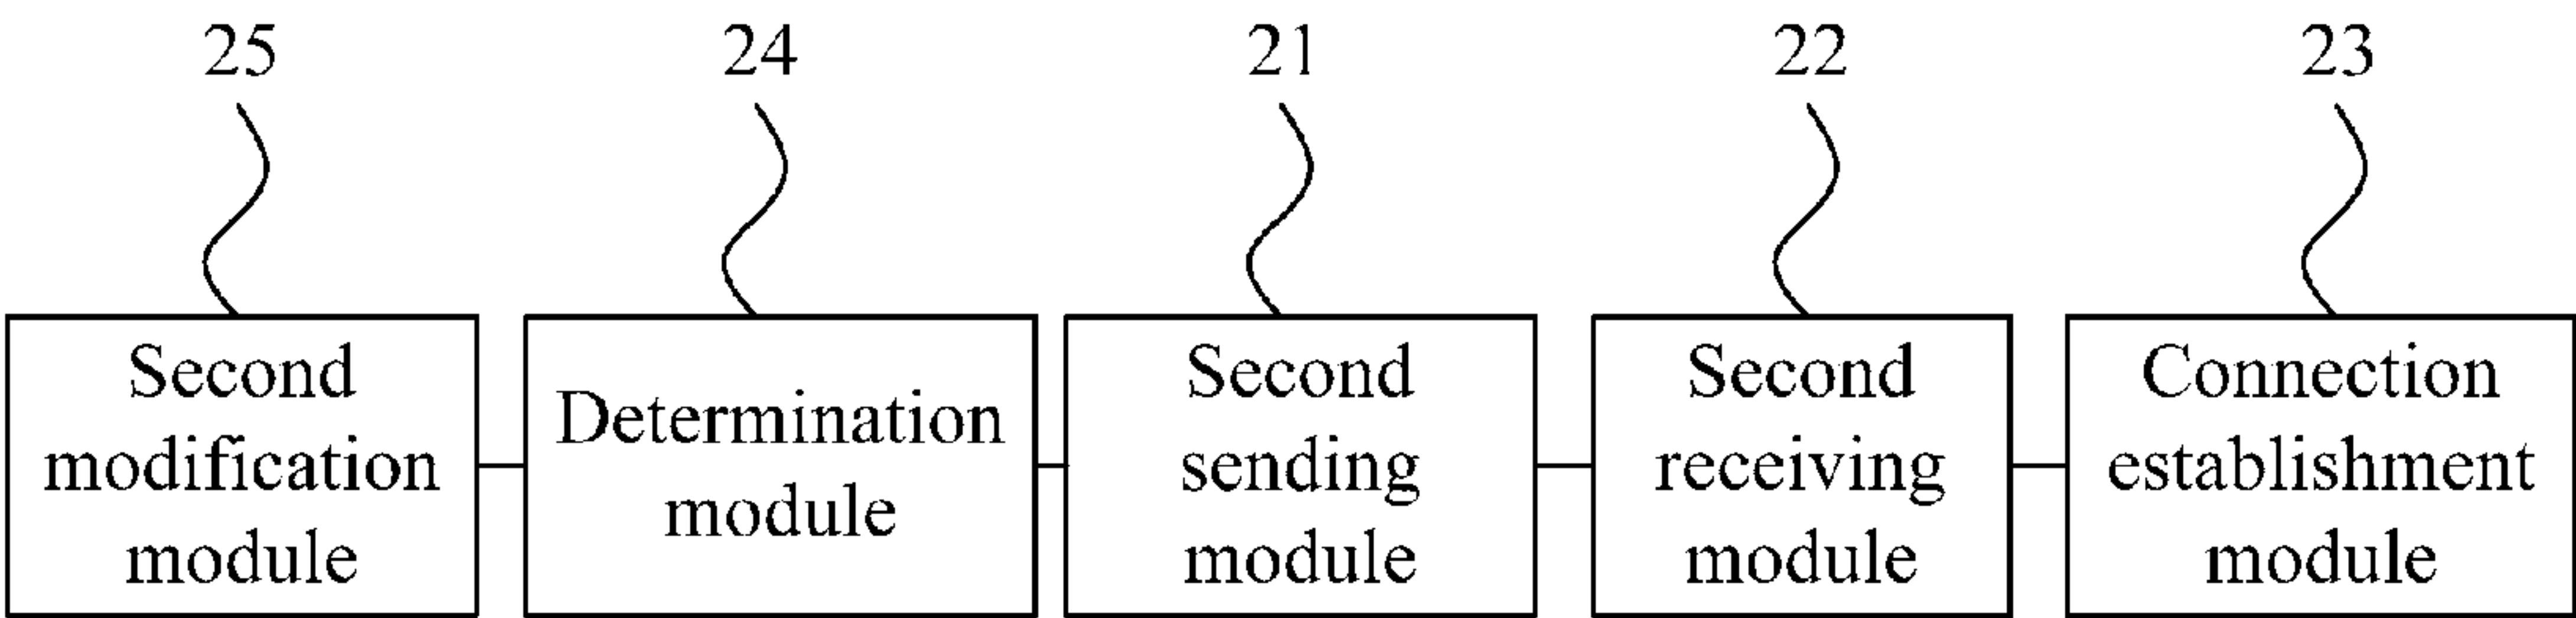 25
24
21
22
23
Second
modification
module
Determination
module
Second
sending
module
Second
receiving
module
Connection
establishment
module